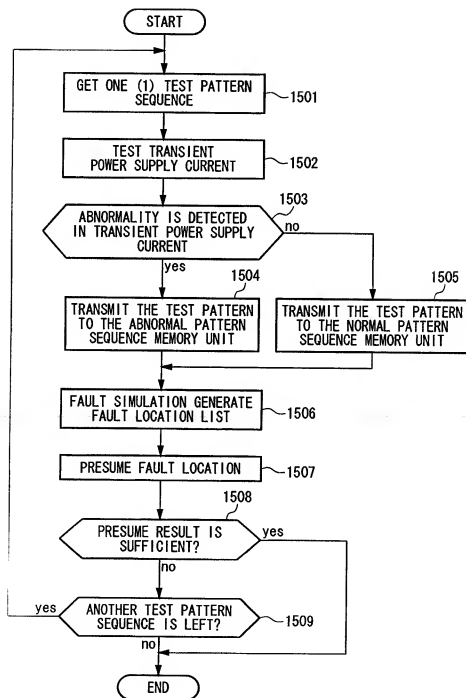 START
GET ONE (1) TEST PATTERN
SEQUENCE
1501
TEST TRANSIENT
POWER SUPPLY CURRENT
1502
1503
ABNORMALITY IS DETECTED
IN TRANSIENT POWER SUPPLY
CURRENT
no
yes
1504
1505
TRANSMIT THE TEST PATTERN
TO THE ABNORMAL PATTERN
SEQUENCE MEMORY UNIT
TRANSMIT THE TEST PATTERN
TO THE NORMAL PATTERN
SEQUENCE MEMORY UNIT
FAULT SIMULATION GENERATE
FAULT LOCATION LIST
1506
PRESUME FAULT LOCATION
1507
1508
PRESUME RESULT IS
SUFFICIENT?
yes
no
yes
ANOTHER TEST PATTERN
SEQUENCE IS LEFT?
1509
no
END